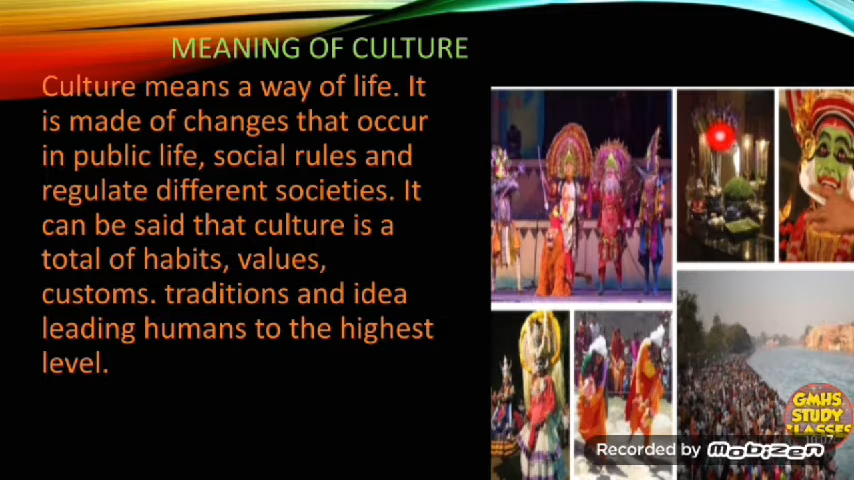 MEANING OF CULTURE
Culture means a way of life. It
is made of changes that occur
in public life, social rules and
regulate different societies. It
can be said that culture is a
total of habits, values,
customs. traditions and idea
leading humans to the highest
level.
GMHS
STUDY
CLASSES
Recorded by Mobizen